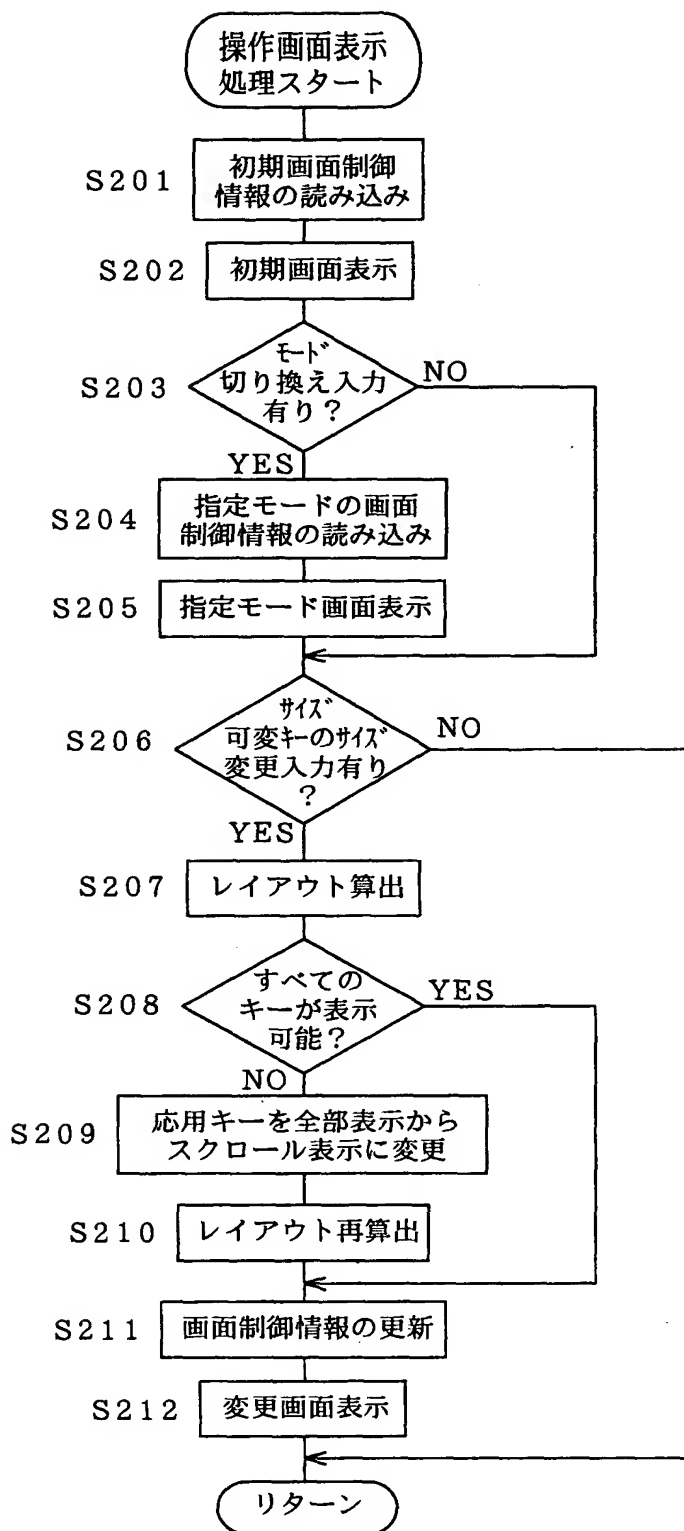 操作画面表示
処理スタート
S201
初期画面制御
情報の読み込み
S202
初期画面表示
S203
モード
切り換え入力
有り?
NO
YES
S204
指定モードの画面
制御情報の読み込み
S205
指定モード画面表示
S206
サイズ
可変キーのサイズ
変更入力有り
?
NO
YES
S207
レイアウト算出
S208
すべての
キーが表示
可能?
YES
NO
S209
応用キーを全部表示から
スクロール表示に変更
S210
レイアウト再算出
S211
画面制御情報の更新
S212
変更画面表示
リターン